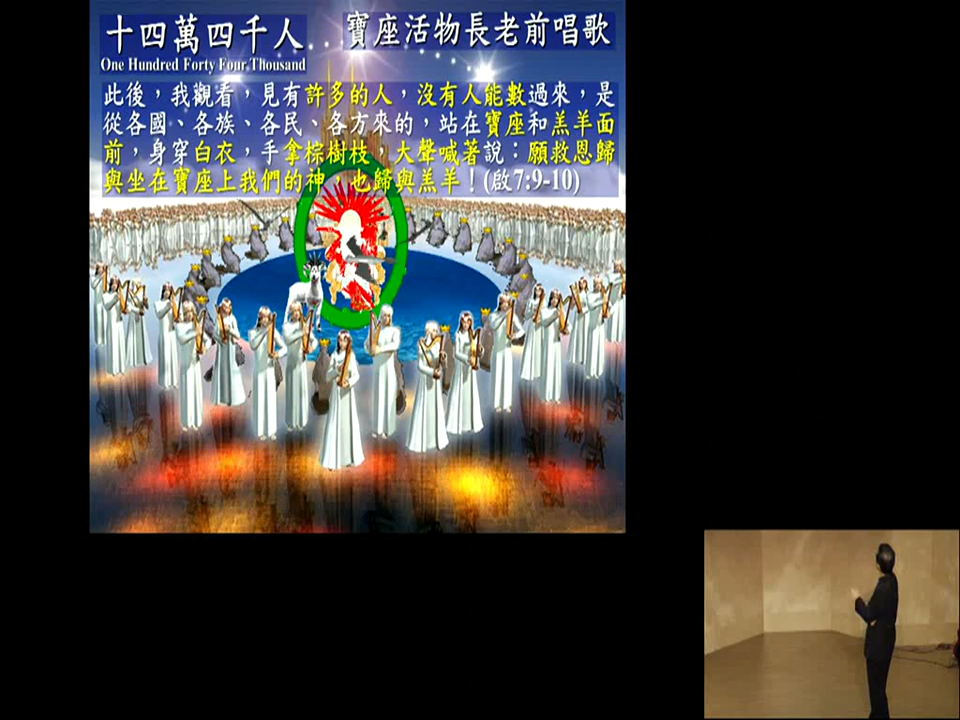 十四萬四千人
One Hundred Forty Four Thousand
寶座活物長老前唱歌
此後，我觀看，見有許多的人，沒有人能數過來，是
從各國、各族、各民、各方來的，站在寶座和羔羊面
前，身穿白衣，手拿棕樹枝，大聲喊著說：願救恩歸
與坐在寶座上我們的神，也歸與羔羊！(啟7:9-10)